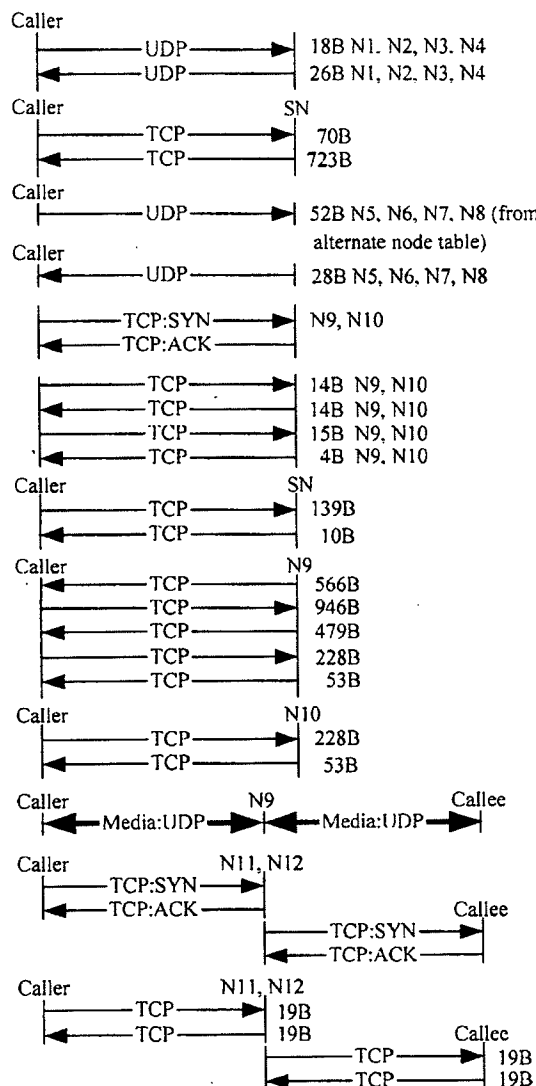 Caller
UDP 18B N1, N2, N3, N4
UDP 26B N1, N2, N3, N4
Caller SN
TCP 70B
TCP 723B
Caller
UDP 52B N5, N6, N7, N8 (from
alternate node table)
Caller
UDP 28B N5, N6, N7, N8
TCP:SYN N9, N10
TCP:ACK
TCP 14B N9, N10
TCP 14B N9, N10
TCP 15B N9, N10
TCP 4B N9, N10
Caller SN
TCP 139B
TCP 10B
Caller N9
TCP 566B
TCP 946B
TCP 479B
TCP 228B
TCP 53B
Caller N10
TCP 228B
TCP 53B
Caller N9 Callee
Media:UDP Media:UDP
Caller N11, N12
TCP:SYN
TCP:ACK Callee
TCP:SYN
TCP:ACK
Caller N11, N12
TCP 19B
TCP 19B Callee
TCP 19B
TCP 19B